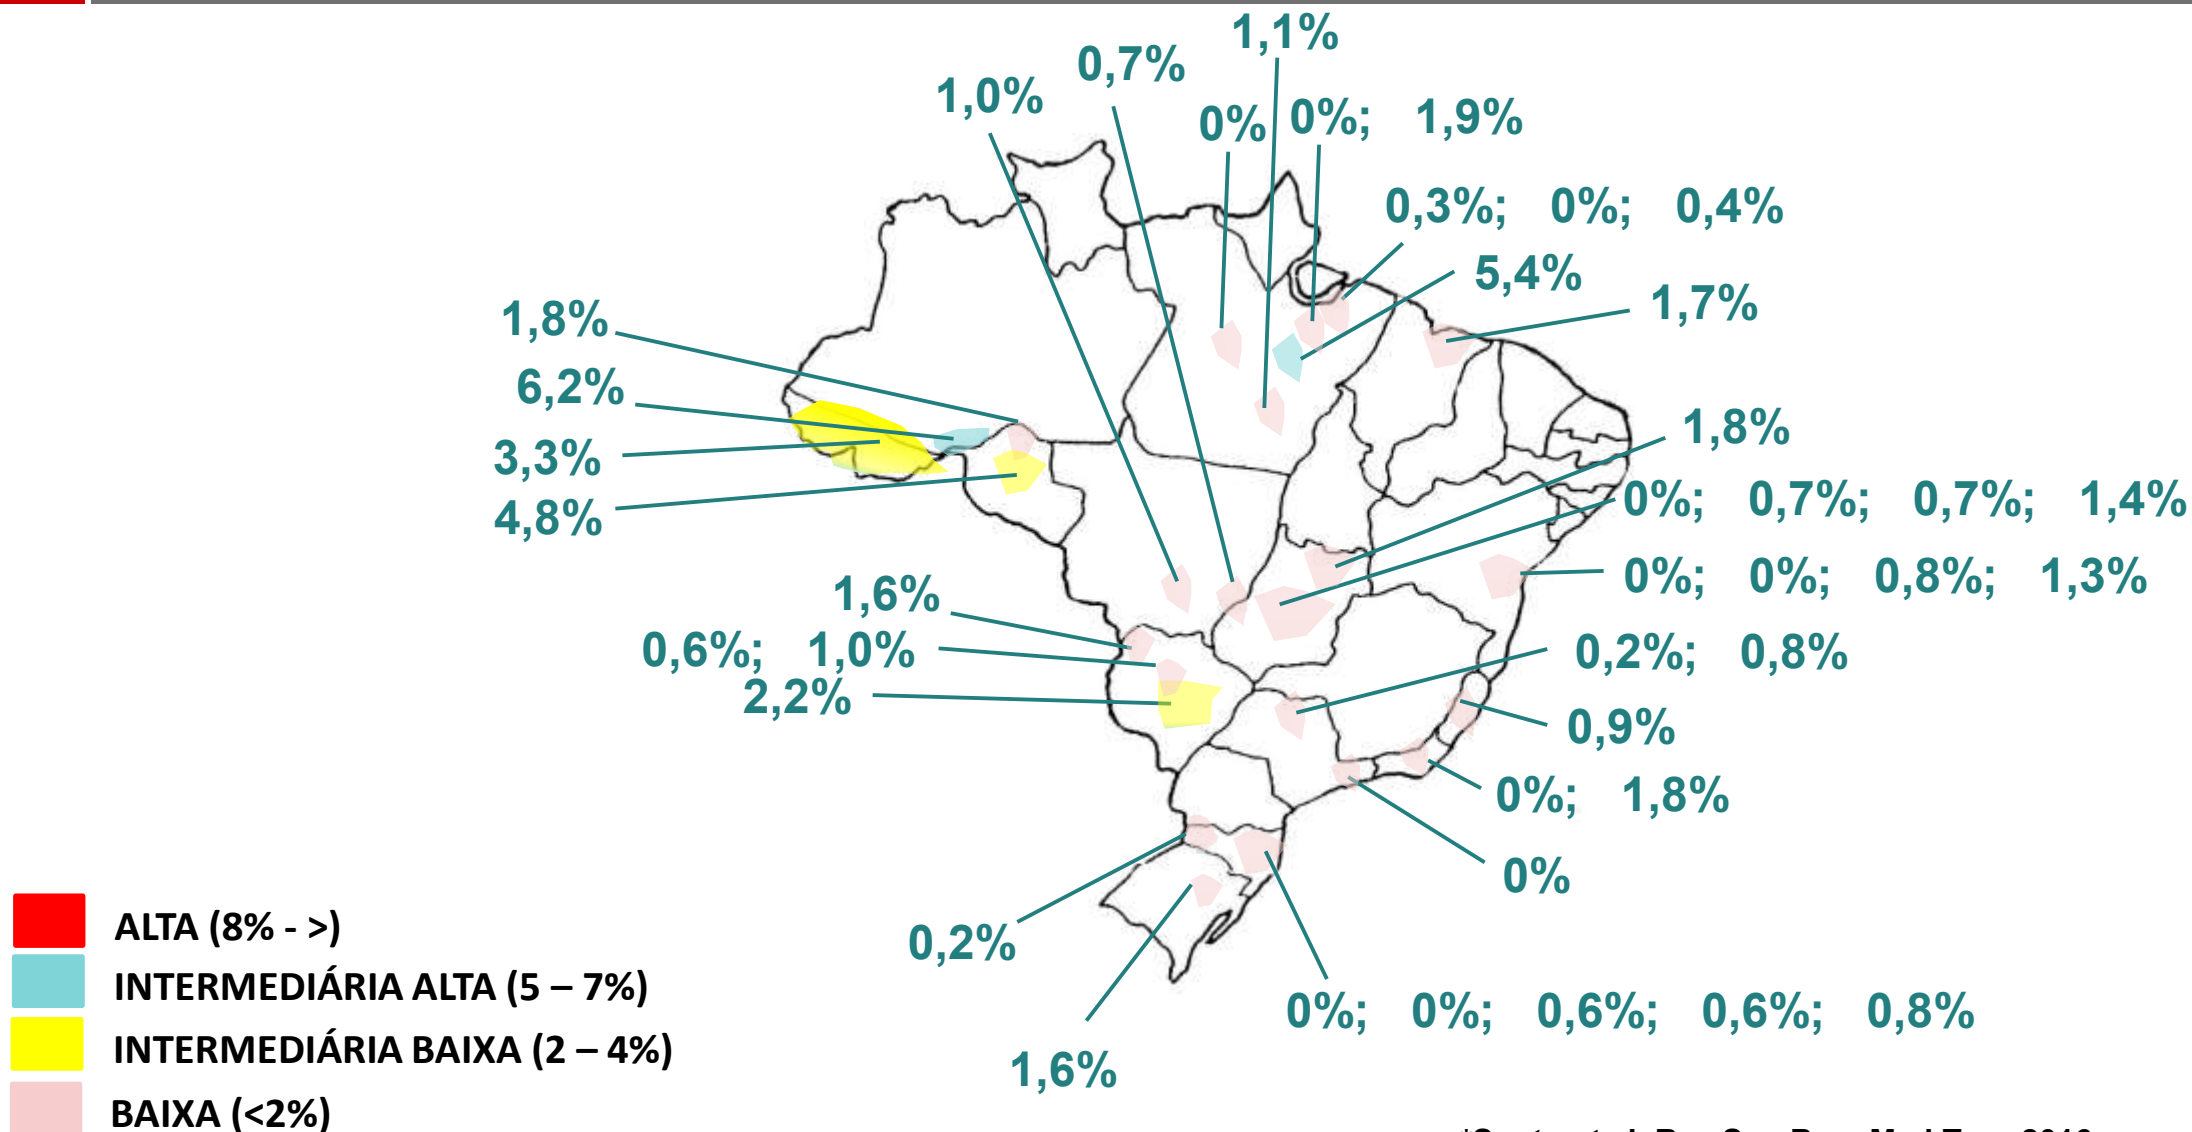 1,1%
0,7%
1,0%
0% 0%; 1,9%
0,3%; 0%; 0,4%
5,4%
1,7%
1,8%
6,2%
3,3%
4,8%
1,8%
0%; 0,7%; 0,7%; 1,4%
0%; 0%; 0,8%; 1,3%
1,6%
0,6%; 1,0%
2,2%
0,2%; 0,8%
0,9%
0%; 1,8%
0%
0,2%
0%; 0%; 0,6%; 0,6%; 0,8%
1,6%
ALTA (8% - >)
INTERMEDIÁRIA ALTA (5 – 7%)
INTERMEDIÁRIA BAIXA (2 – 4%)
BAIXA (<2%)